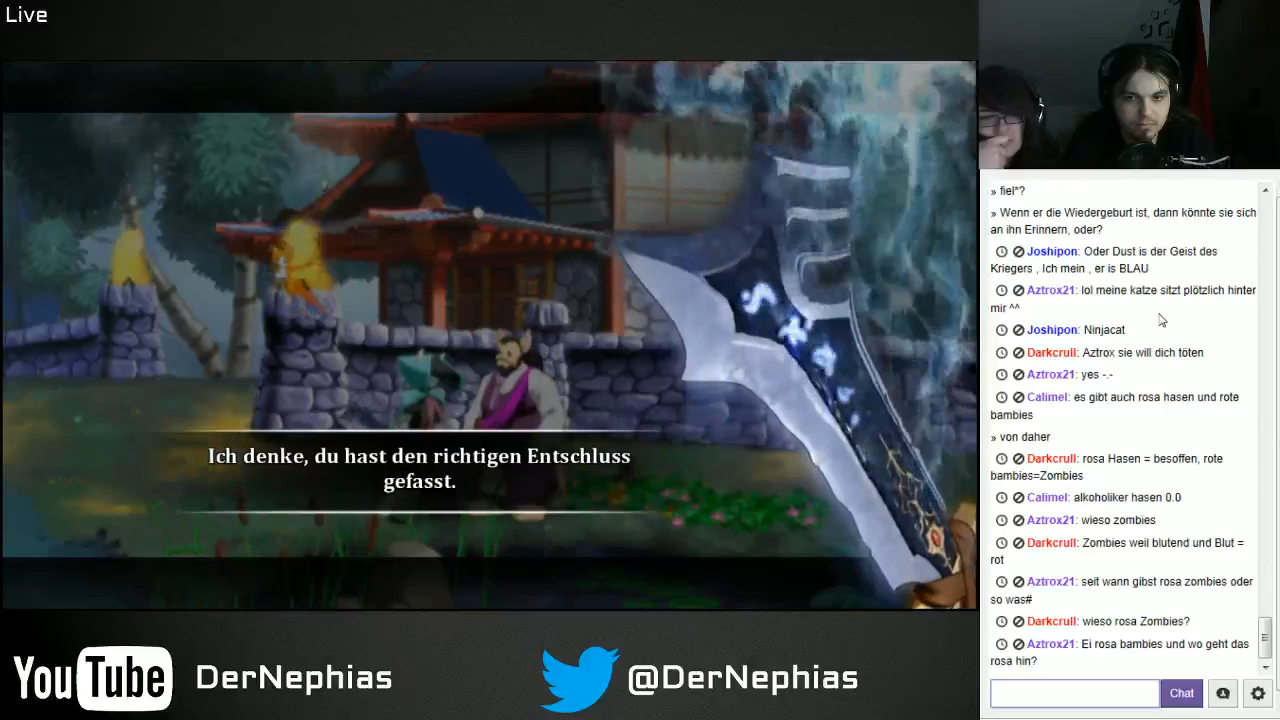 Live
Ich denke, du hast den richtigen Entschluss
gefasst.
YouTube DerNephias
@DerNephias
» fiel*?
» Wenn er die Wiedergeburt ist, dann könnte sie sich
an ihn Erinnern, oder?
Joshipon: Oder Dust is der Geist des
Kriegers , Ich mein , er is BLAU
Aztrox21: lol meine katze sitzt plötzlich hinter
mir ^^
Joshipon: Ninjacat
Darkcrull: Aztrox sie will dich töten
Aztrox21: yes -.-
Calimel: es gibt auch rosa hasen und rote
bambies
» von daher
Darkcrull: rosa Hasen = besoffen, rote
bambies=Zombies
Calimel: alkoholiker hasen 0.0
Aztrox21: wieso zombies
Darkcrull: Zombies weil blutend und Blut =
rot
Aztrox21: seit wann gibst rosa zombies oder
so was#
Darkcrull: wieso rosa Zombies?
Aztrox21: Ei rosa bambies und wo geht das
rosa hin?
Chat